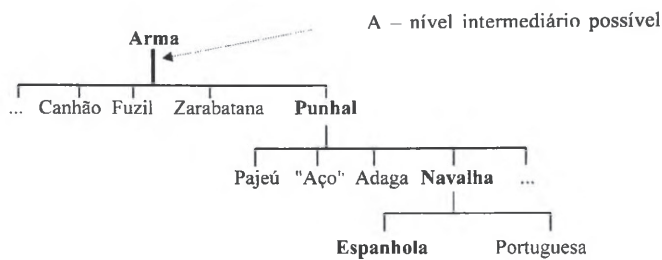 A – nível intermediário possível
Arma
... Canhão Fuzil Zarabatana Punhal
Pajeú "Aço" Adaga Navalha ...
Espanhola Portuguesa